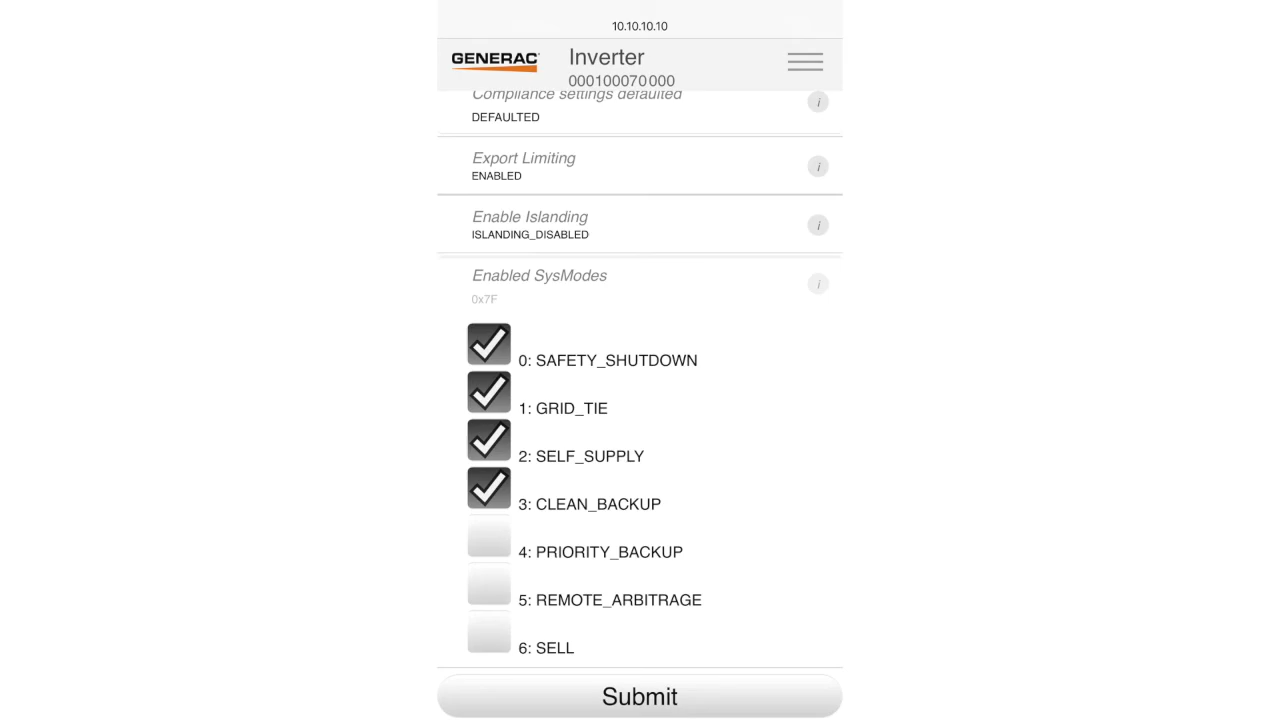 10.10.10.10
GENERAC
Inverter
000100070000
Compliance settings defaulted
i
DEFAULTED
Export Limiting
i
ENABLED
Enable Islanding
i
ISLANDING_DISABLED
Enabled SysModes
i
0x7F
0: SAFETY_SHUTDOWN
1: GRID_TIE
2: SELF_SUPPLY
3: CLEAN_BACKUP
4: PRIORITY_BACKUP
5: REMOTE_ARBITRAGE
6: SELL
Submit